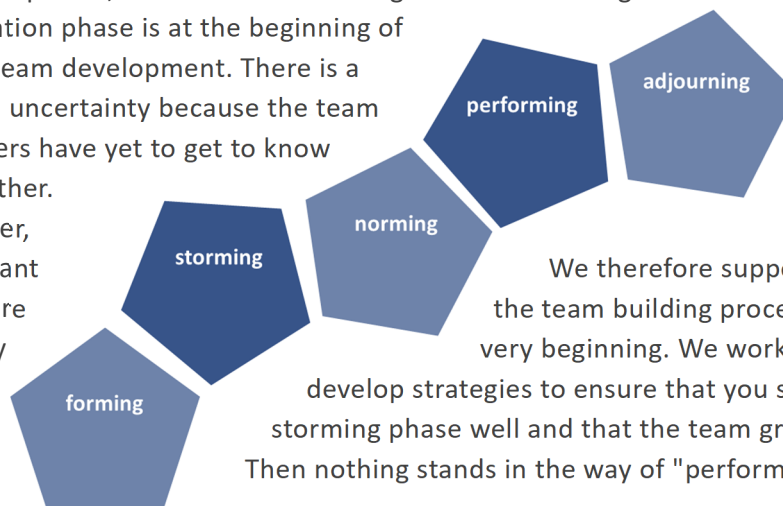 ation phase is at the beginning of
eam development. There is a
uncertainty because the team
ers have yet to get to know
ther.
er,
ant
re
y
forming
storming
norming
performing
adjourning
We therefore supp
the team building proce
very beginning. We work
develop strategies to ensure that you s
storming phase well and that the team gr
Then nothing stands in the way of "perform